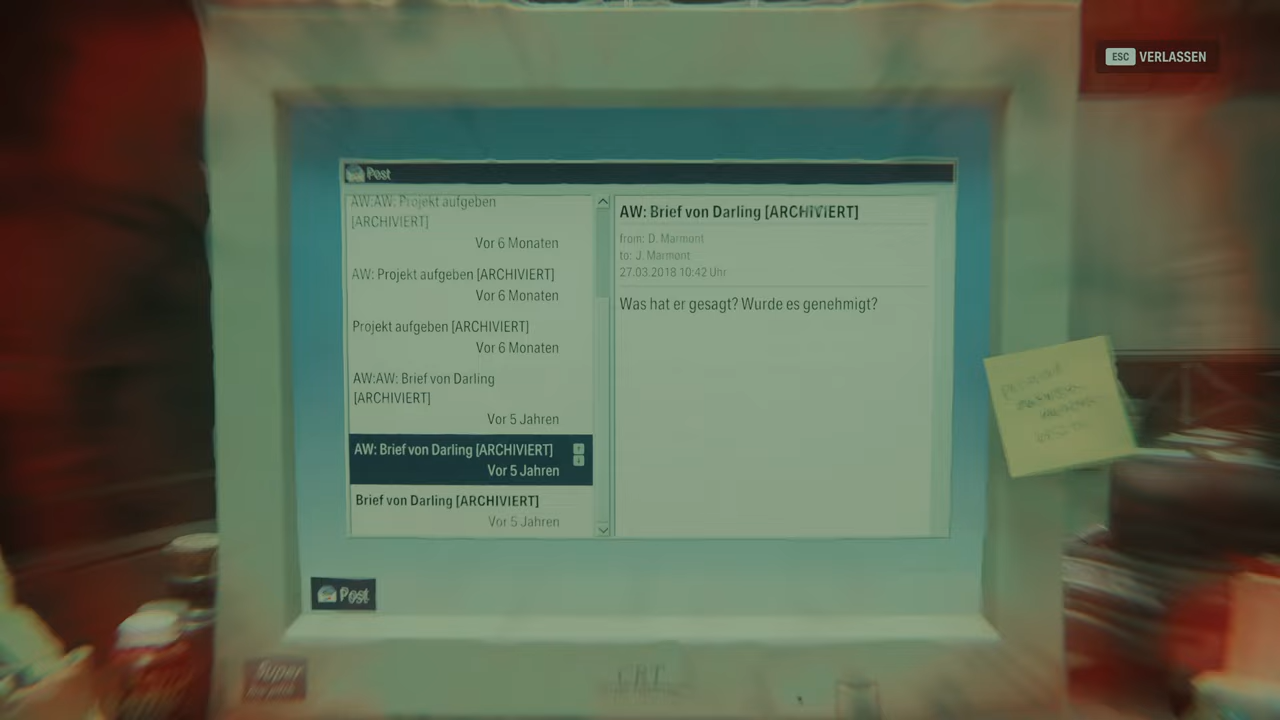 ESC VERLASSEN
Post
AW:AW: Projekt aufgeben
[ARCHIVIERT]
Vor 6 Monaten
AW: Projekt aufgeben [ARCHIVIERT]
Vor 6 Monaten
Projekt aufgeben [ARCHIVIERT]
Vor 6 Monaten
AW:AW: Brief von Darling
[ARCHIVIERT]
Vor 5 Jahren
AW: Brief von Darling [ARCHIVIERT]
Vor 5 Jahren
Brief von Darling [ARCHIVIERT]
Vor 5 Jahren
AW: Brief von Darling [ARCHIVIERT]
from: D. Marmont
to: J. Marmont
27.03.2018 10:42 Uhr
Was hat er gesagt? Wurde es genehmigt?
Post
Super
CRT